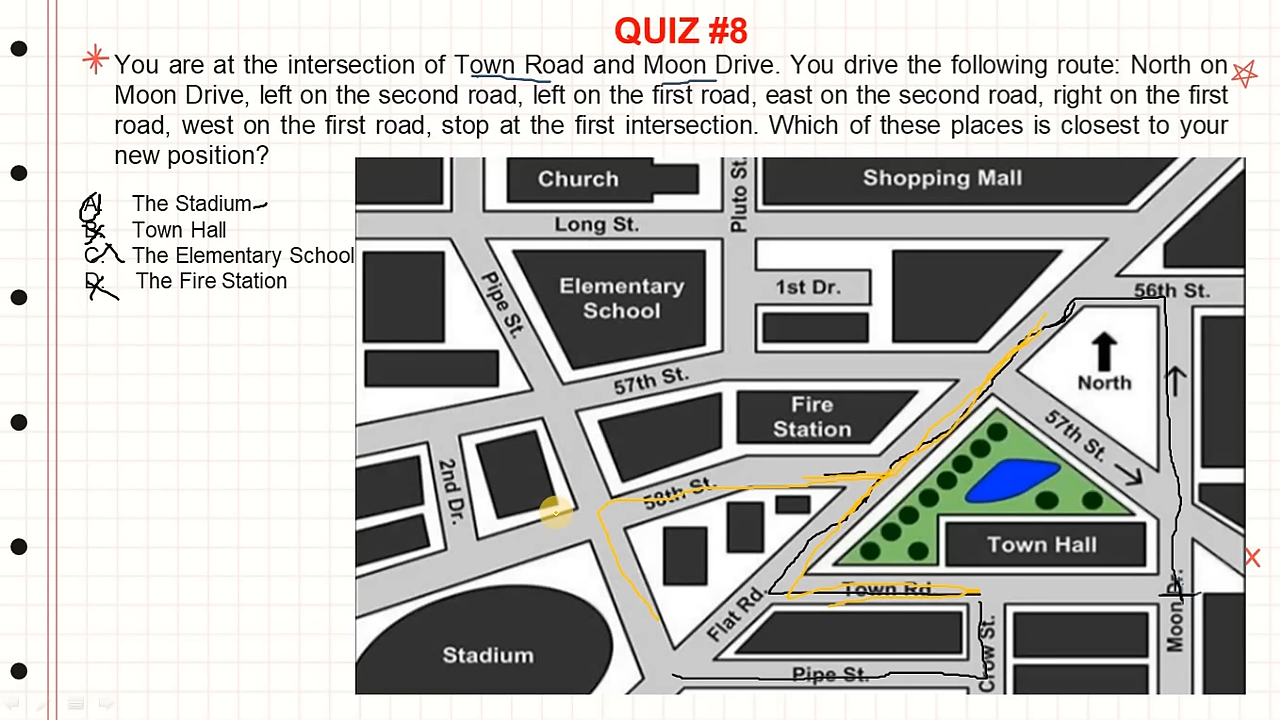 QUIZ #8
You are at the intersection of Town Road and Moon Drive. You drive the following route: North on
Moon Drive, left on the second road, left on the first road, east on the second road, right on the first
road, west on the first road, stop at the first intersection. Which of these places is closest to your
new position?
A. The Stadium
B. Town Hall
C. The Elementary School
D. The Fire Station
Church
Pluto St.
Shopping Mall
Long St.
Pipe St.
Elementary
School
1st Dr.
56th St.
North
57th St.
Fire
Station
57th St.
2nd Dr.
58th St.
Town Hall
Town Rd.
Flat Rd.
Moon Dr.
Stadium
Crow St.
Pipe St.